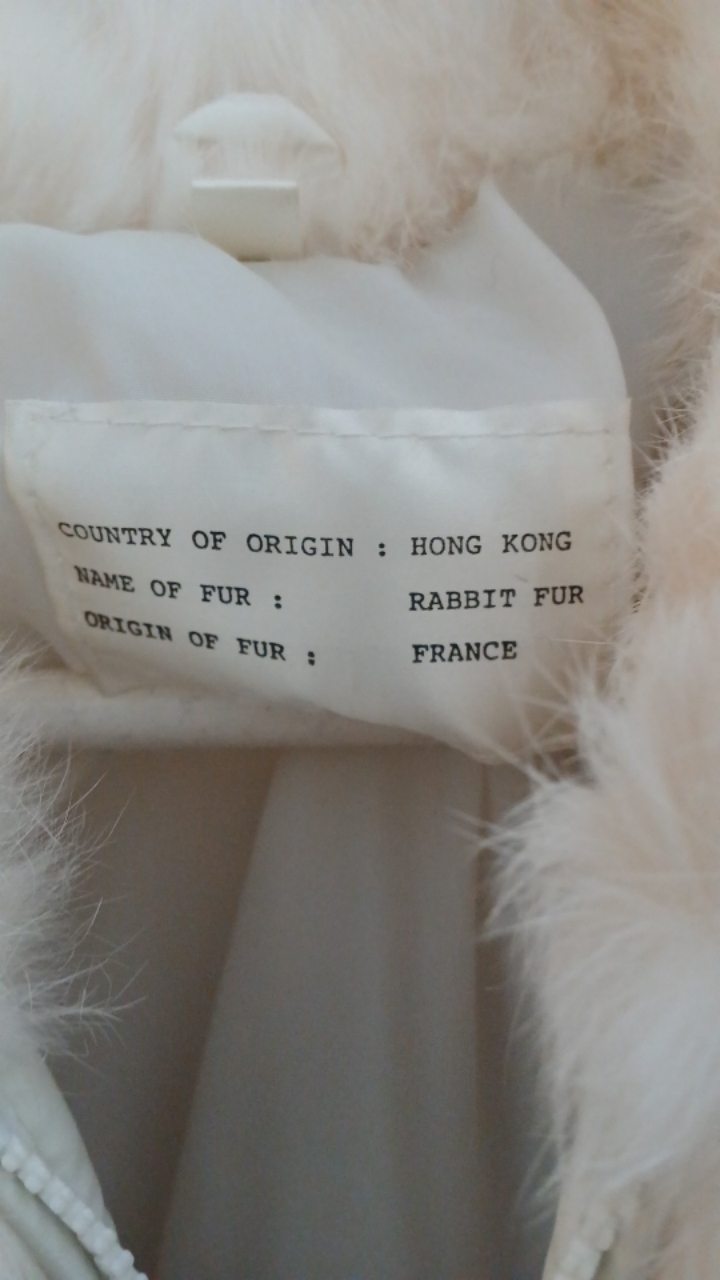 COUNTRY OF ORIGIN : HONG KONG
NAME OF FUR : RABBIT FUR
ORIGIN OF FUR : FRANCE